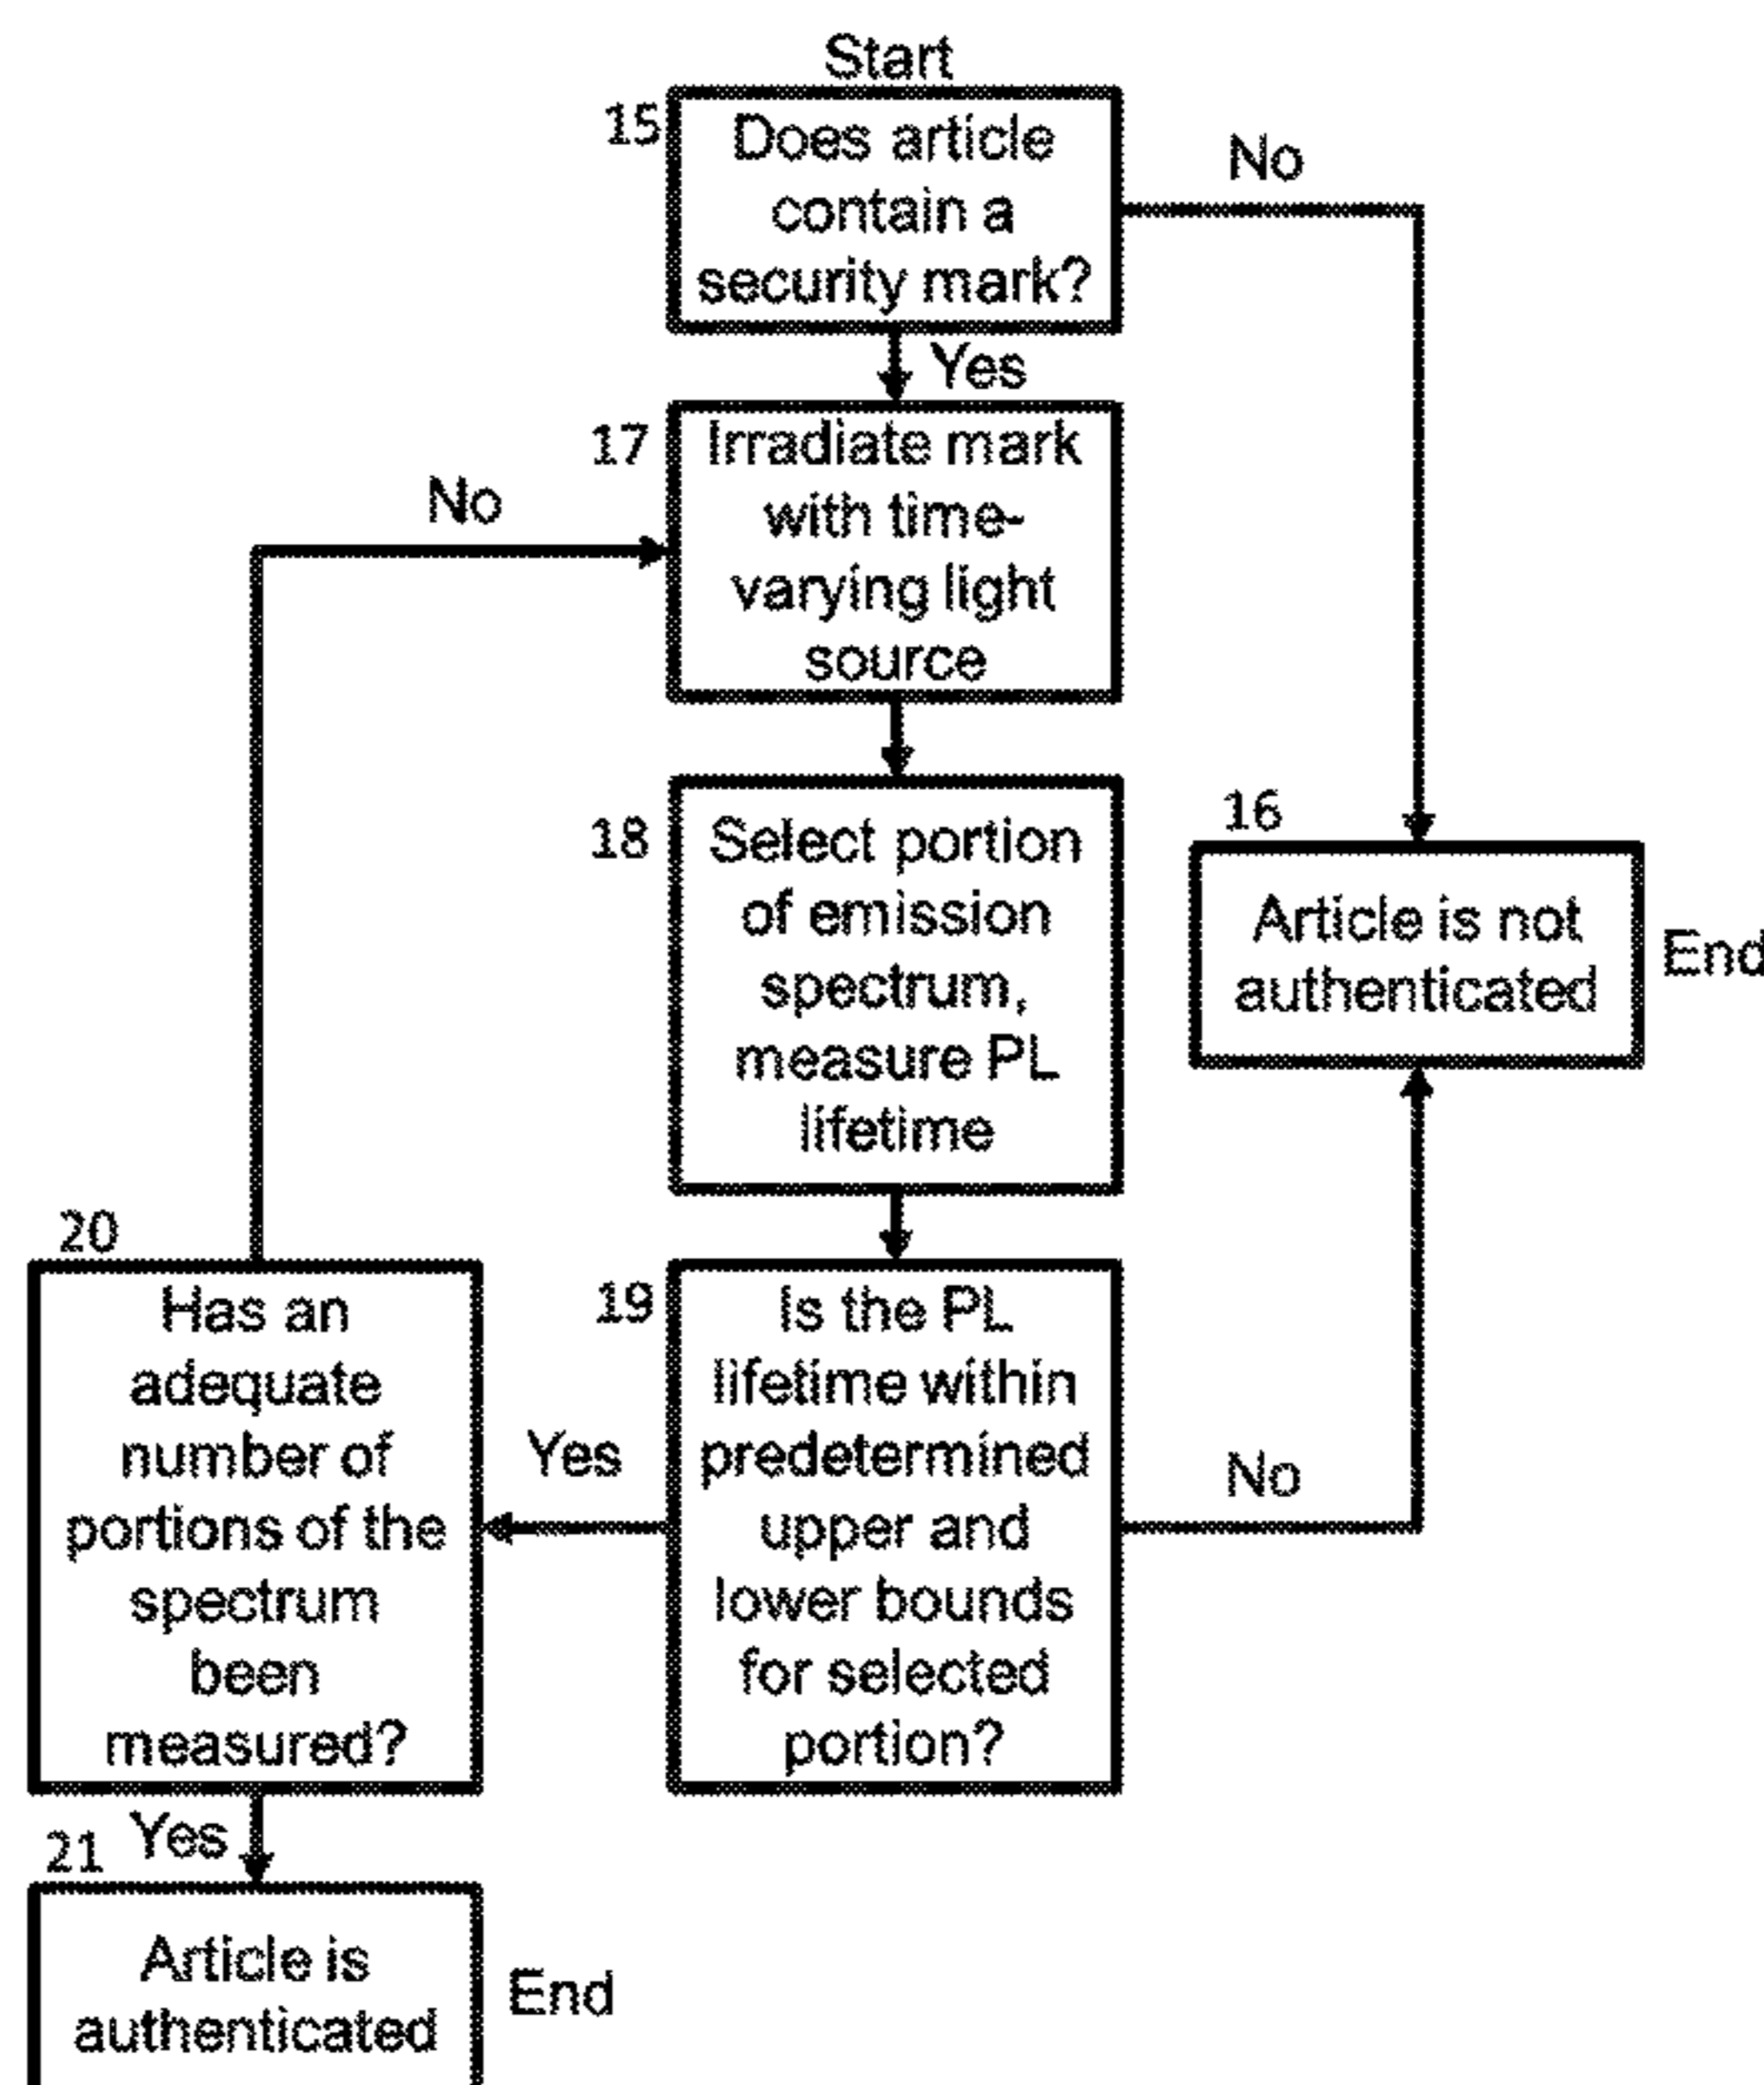 Start
15
Does article
contain a
security mark?
No
Yes
17
Irradiate mark
with time-
varying light
source
No
18
Select portion
of emission
spectrum,
measure PL
lifetime
16
Article is not
authenticated
End
19
Is the PL
lifetime within
predetermined
upper and
lower bounds
for selected
portion?
Yes
No
20
Has an
adequate
number of
portions of the
spectrum
been
measured?
Yes
21
Article is
authenticated
End